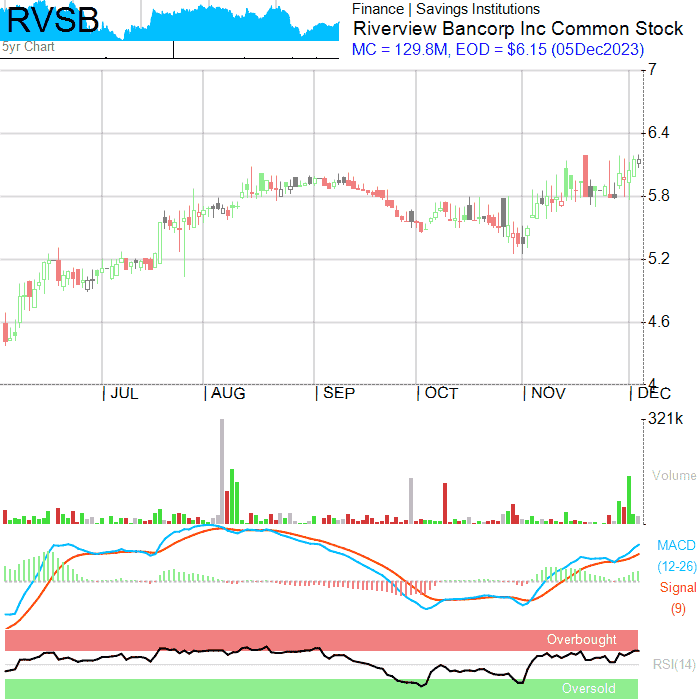 RVSB
5yr Chart
Finance | Savings Institutions
Riverview Bancorp Inc Common Stock
MC = 129.8M, EOD = $6.15 (05Dec2023)
7
6.4
5.8
5.2
4.6
4
| JUL | AUG | SEP | OCT | NOV | DEC
321k
Volume
MACD
(12-26)
Signal
(9)
Overbought
RSI(14)
Oversold